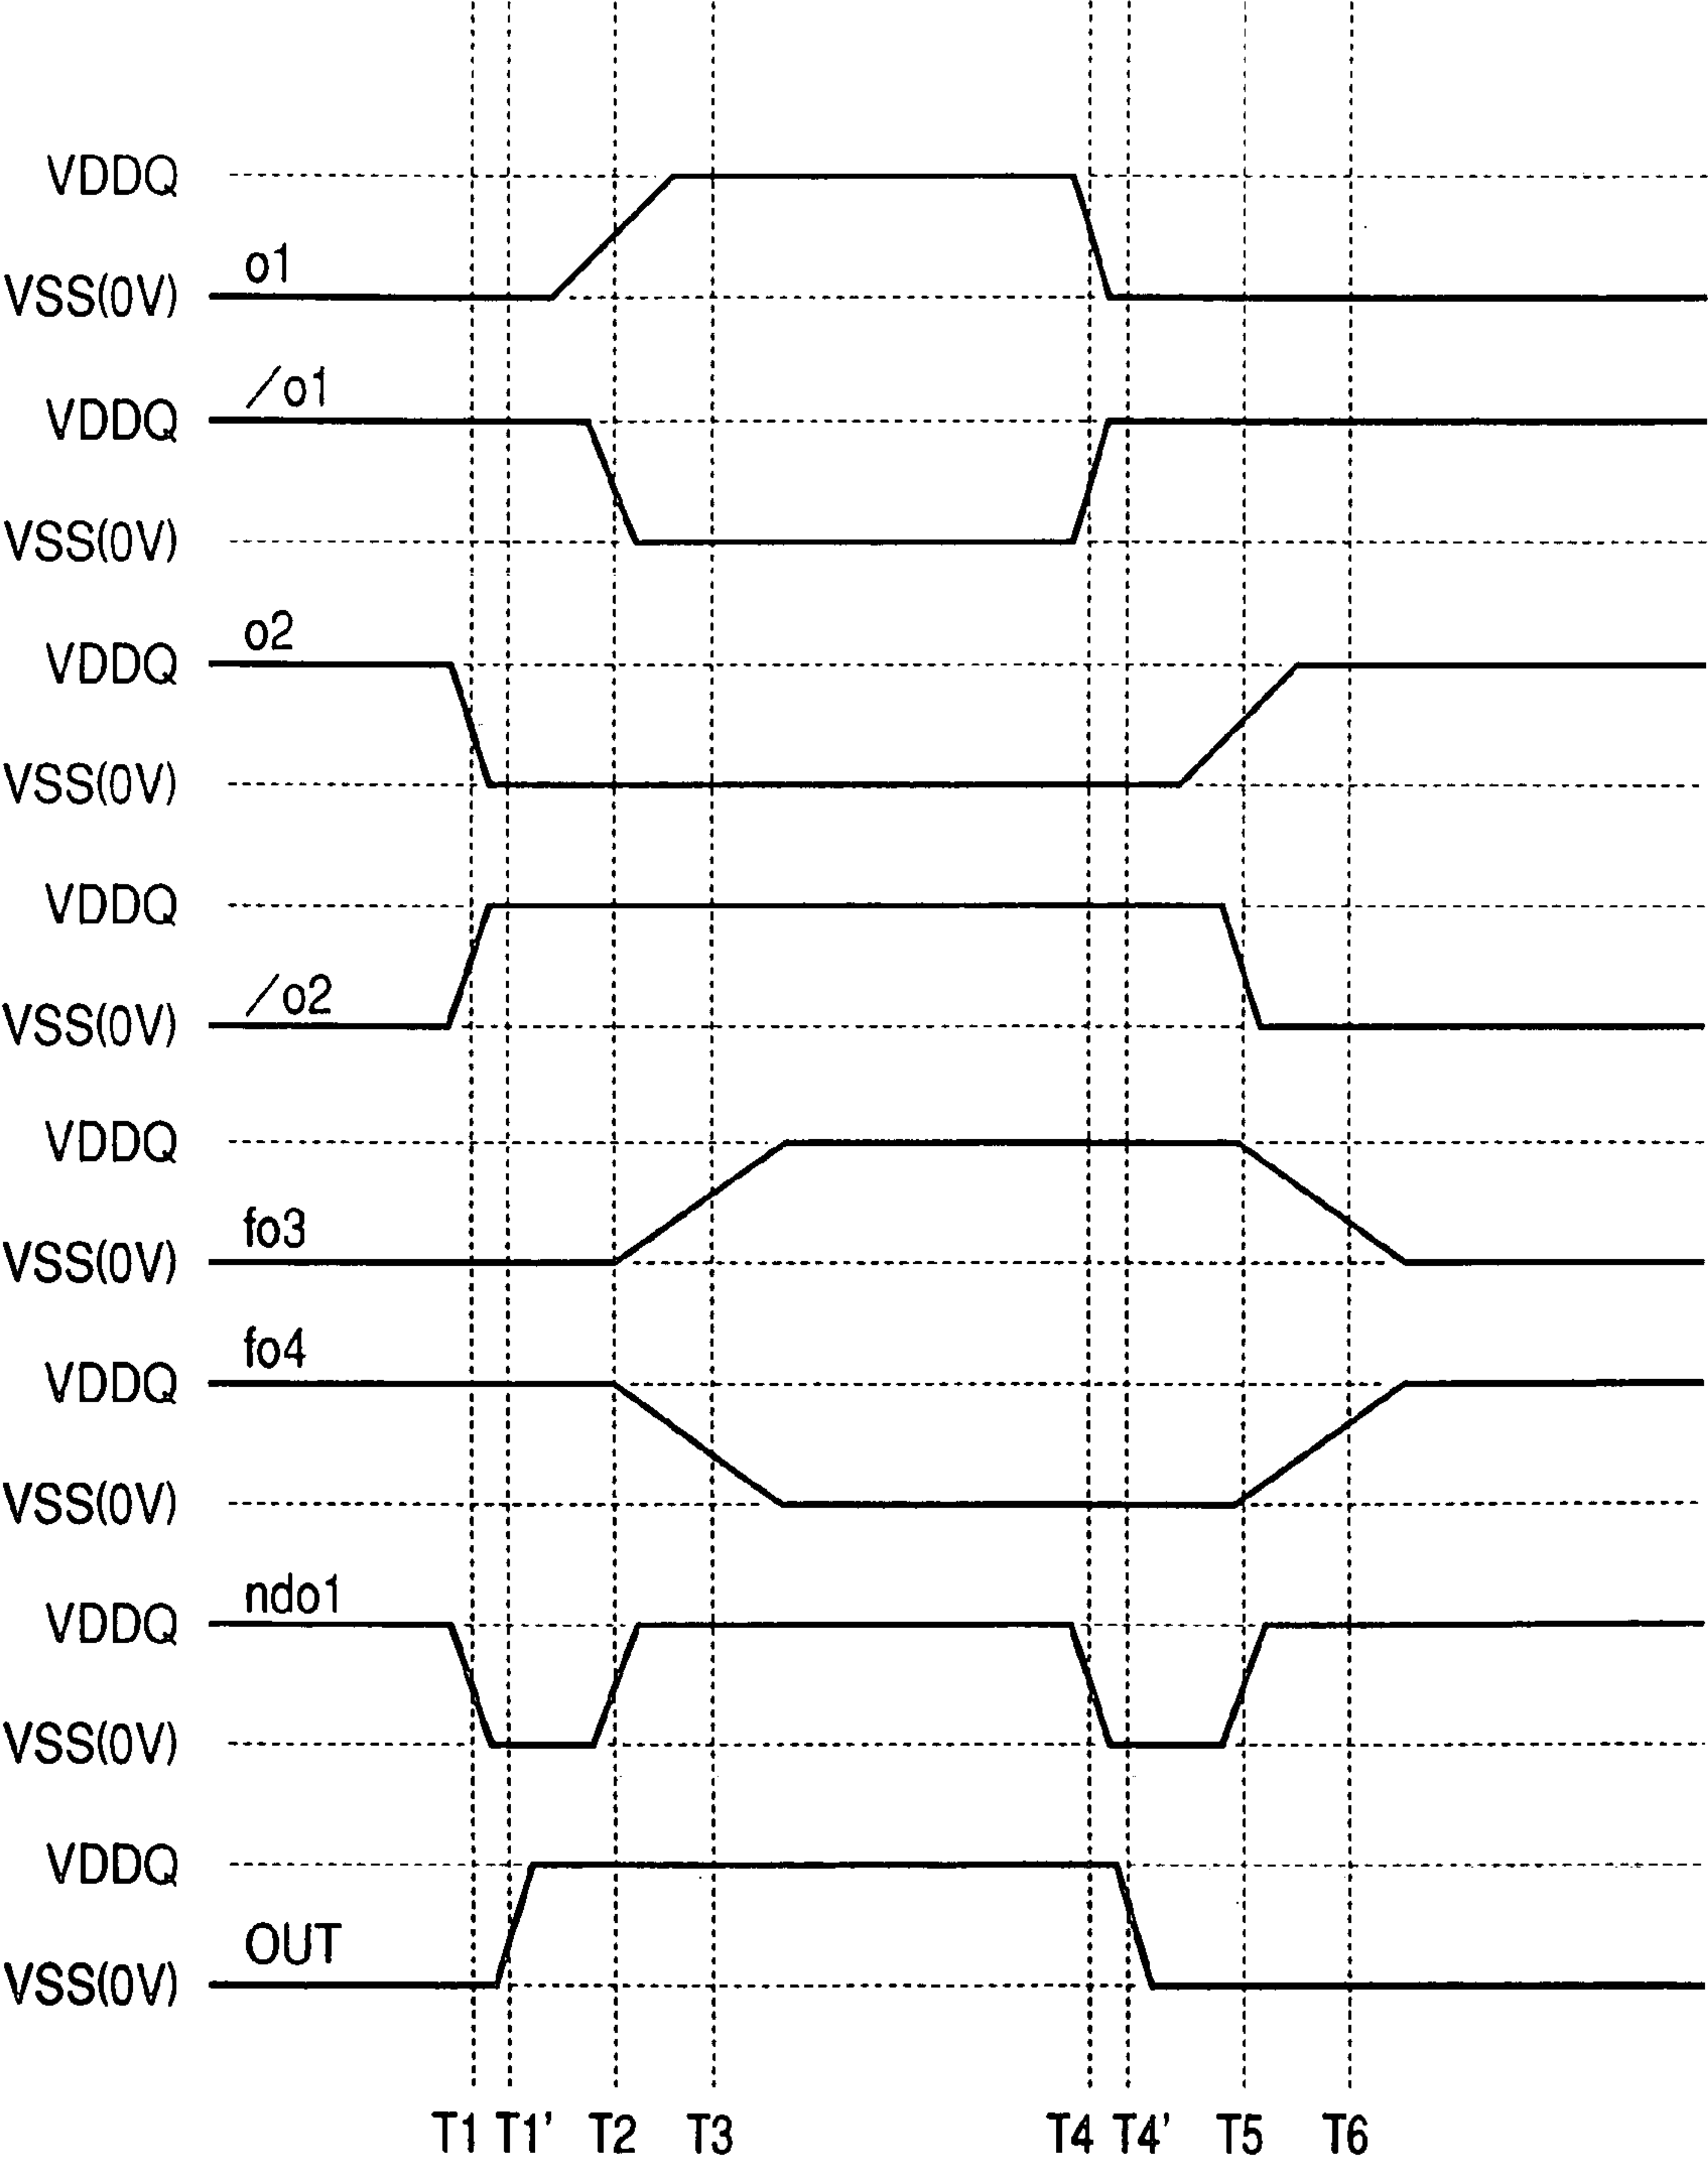 VDDQ
o1
VSS(0V)
/o1
VDDQ
VSS(0V)
o2
VDDQ
VSS(0V)
VDDQ
/o2
VSS(0V)
VDDQ
fo3
VSS(0V)
fo4
VDDQ
VSS(0V)
ndo1
VDDQ
VSS(0V)
VDDQ
OUT
VSS(0V)
T1 T1' T2 T3 T4 T4' T5 T6